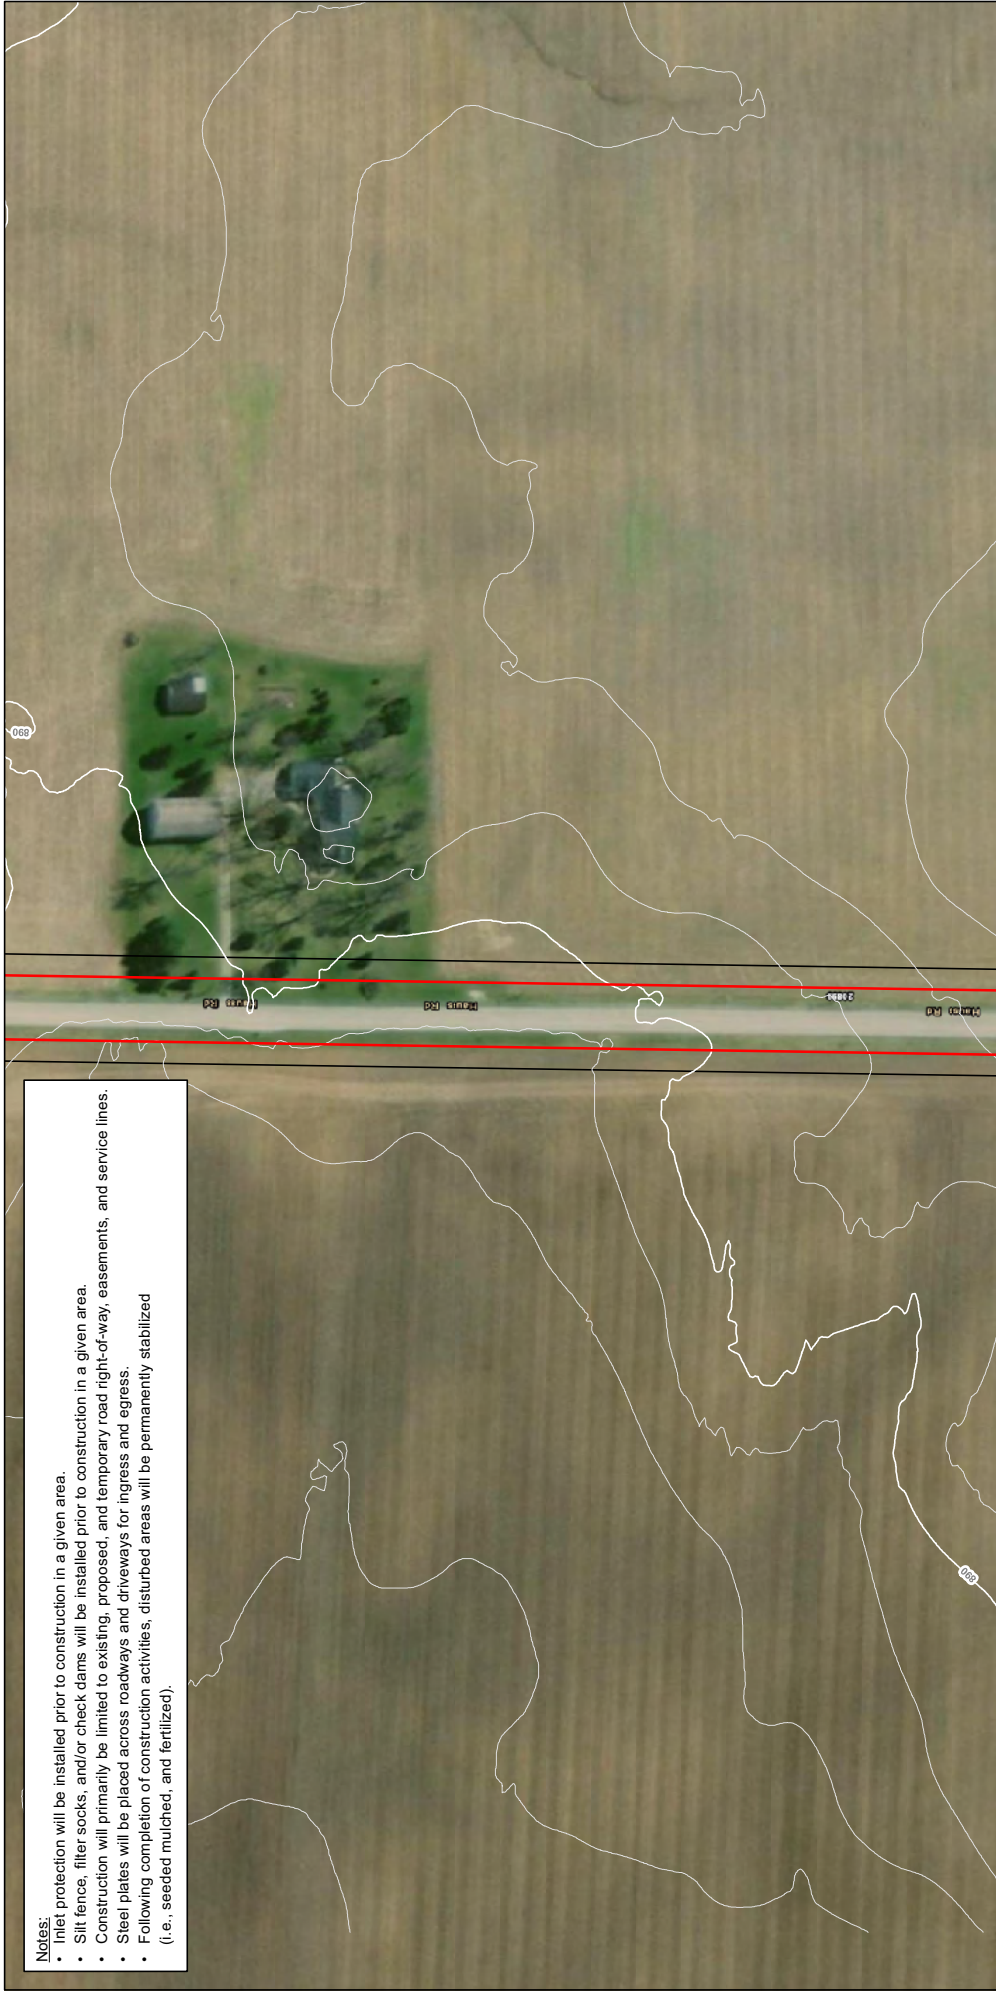 Notes:
• Inlet protection will be installed prior to construction in a given area.
• Silt fence, filter socks, and/or check dams will be installed prior to construction in a given area.
• Construction will primarily be limited to existing, proposed, and temporary road right-of-way, easements, and service lines.
• Steel plates will be placed across roadways and driveways for ingress and egress.
• Following completion of construction activities, disturbed areas will be permanently stabilized
(i.e., seeded mulched, and fertilized).
890
890
Rd
Rd
Rd